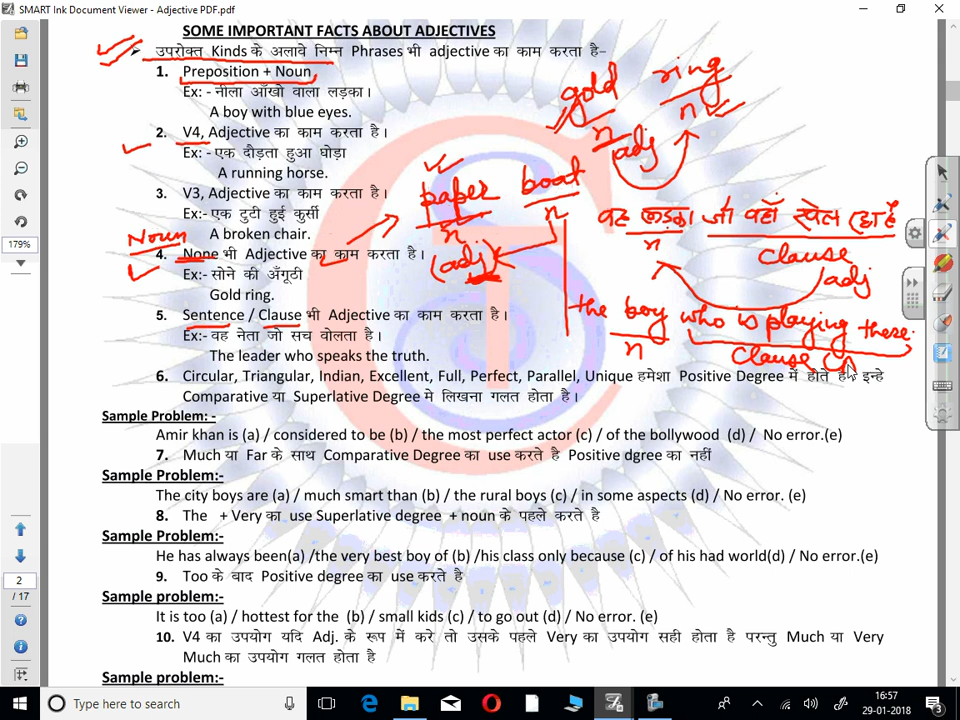 SMART Ink Document Viewer - Adjective PDF.pdf
SOME IMPORTANT FACTS ABOUT ADJECTIVES
उपरोक्त Kinds के अलावे निम्न Phrases भी adjective का काम करता है-
1. Preposition + Noun
Ex: - नीला आँखो वाला लड़का।
A boy with blue eyes.
2. V4, Adjective का काम करता है।
Ex: - एक दौड़ता हुआ घोड़ा
A running horse.
3. V3, Adjective का काम करता है।
Ex:- एक टुटी हुई कुर्सी
A broken chair.
Noun
4. None भी Adjective का काम करता है।
Ex:- सोने की अँगूठी
Gold ring.
5. Sentence / Clause भी Adjective का काम करता है।
Ex:- वह नेता जो सच बोलता है।
The leader who speaks the truth.
gold ring
n n
adj
paper boat
n n
(adj)
वह लड़का जो वहाँ खेल रहा है
n clause
adj
the boy who is playing there.
n Clause (A
6. Circular, Triangular, Indian, Excellent, Full, Perfect, Parallel, Unique हमेशा Positive Degree में होते हैं इन्हे
Comparative या Superlative Degree मे लिखना गलत होता है।
Sample Problem: -
Amir khan is (a) / considered to be (b) / the most perfect actor (c) / of the bollywood (d) / No error.(e)
7. Much या Far के साथ Comparative Degree का use करते है Positive dgree का नहीं
Sample Problem:-
The city boys are (a) / much smart than (b) / the rural boys (c) / in some aspects (d) / No error. (e)
8. The + Very का use Superlative degree + noun के पहले करते है
Sample Problem:-
He has always been(a) /the very best boy of (b) /his class only because (c) / of his had world(d) / No error.(e)
9. Too के बाद Positive degree का use करते है
Sample problem:-
It is too (a) / hottest for the (b) / small kids (c) / to go out (d) / No error. (e)
10. V4 का उपयोग यदि Adj. के रूप में करे तो उसके पहले Very का उपयोग सही होता है परन्तु Much या Very
Much का उपयोग गलत होता है
Sample problem:-
179%
2
/ 17
Type here to search
16:57
29-01-2018
3